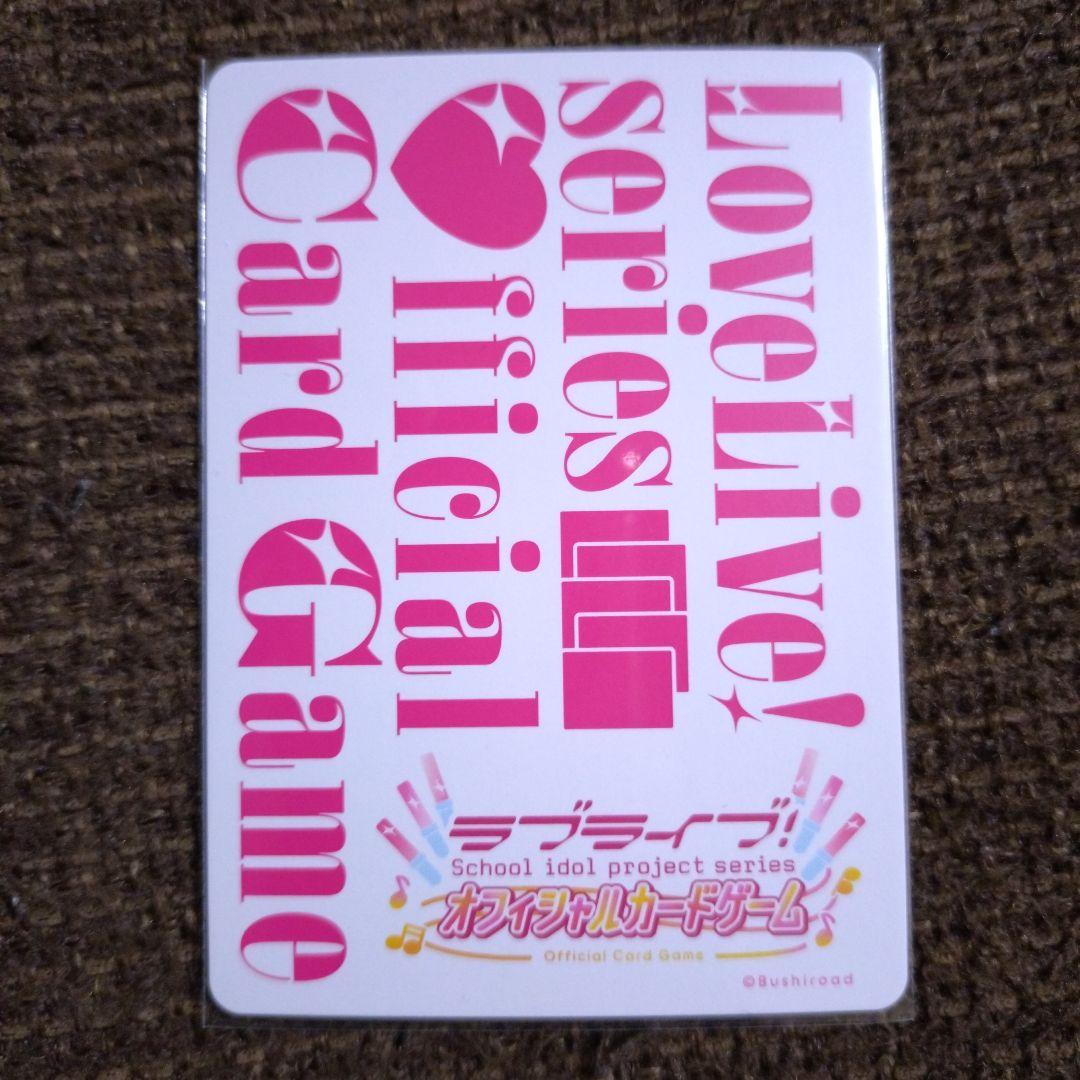 LoveLive!
series
♥fficial
Card Game
ラブライブ!
School idol project series
オフィシャルカードゲーム
Official Card Game
©Bushiroad